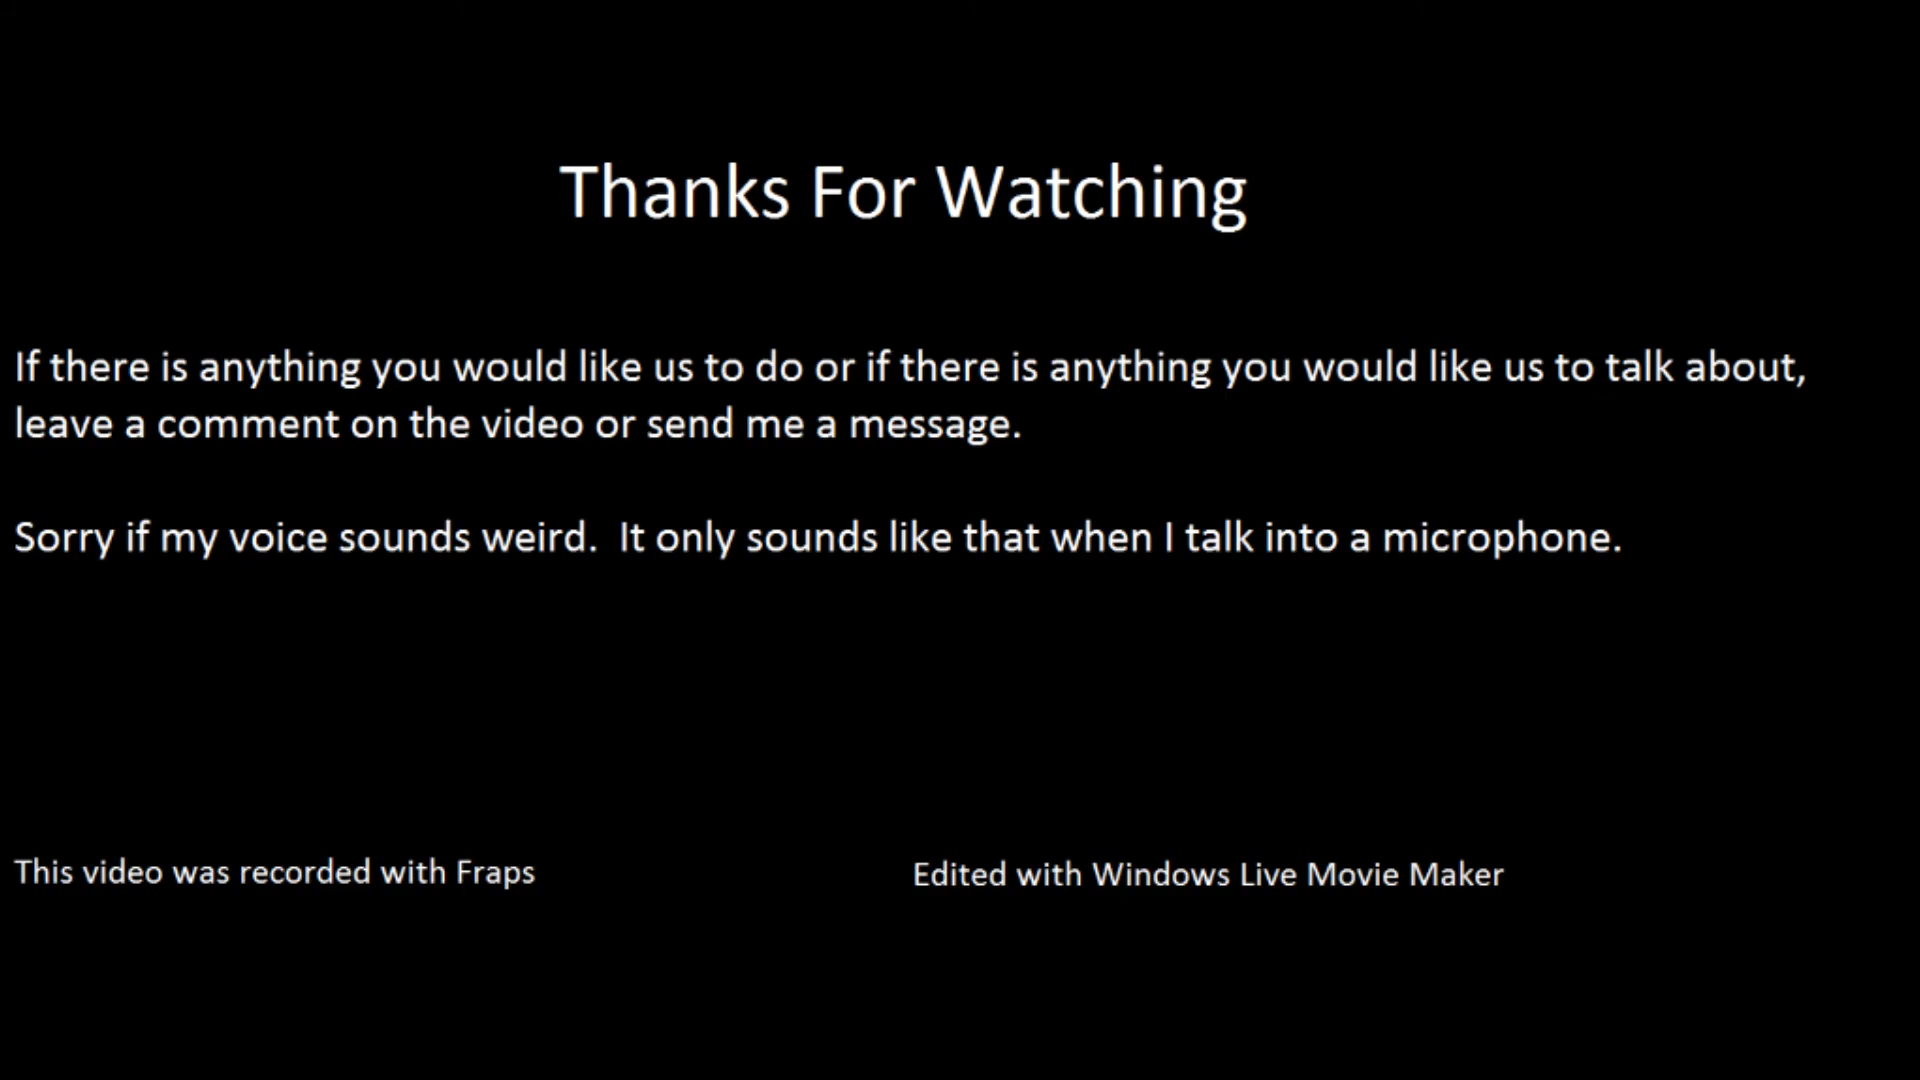 Thanks For Watching
If there is anything you would like us to do or if there is anything you would like us to talk about,
leave a comment on the video or send me a message.
Sorry if my voice sounds weird.  It only sounds like that when I talk into a microphone.
This video was recorded with Fraps
Edited with Windows Live Movie Maker